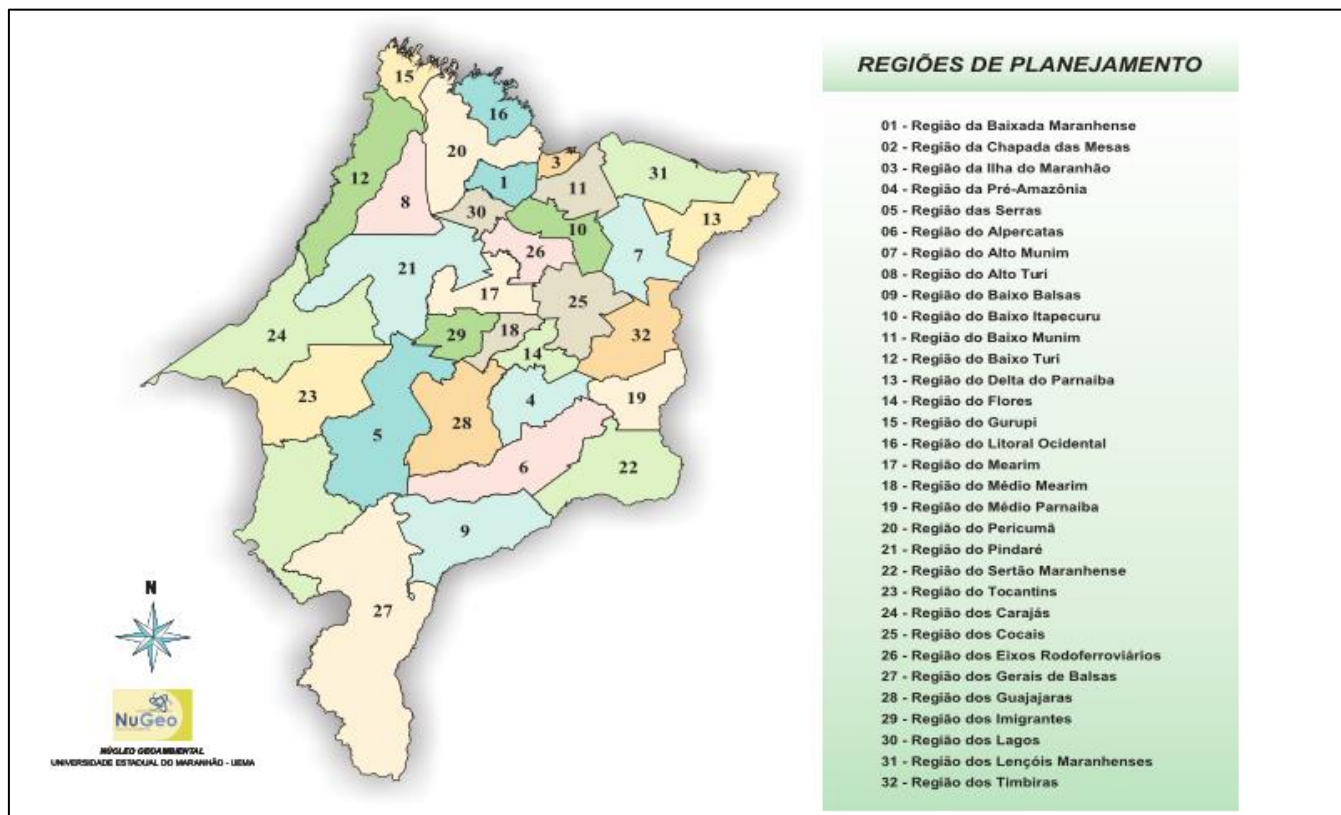 REGIÕES DE PLANEJAMENTO
01 - Região da Baixada Maranhense
02 - Região da Chapada das Mesas
03 - Região da Ilha do Maranhão
04 - Região da Pré-Amazônia
05 - Região das Serras
06 - Região do Alpercatas
07 - Região do Alto Munim
08 - Região do Alto Turi
09 - Região do Baixo Balsas
10 - Região do Baixo Itapecuru
11 - Região do Baixo Munim
12 - Região do Baixo Turi
13 - Região do Delta do Parnaíba
14 - Região do Flores
15 - Região do Gurupi
16 - Região do Litoral Ocidental
17 - Região do Mearim
18 - Região do Médio Mearim
19 - Região do Médio Parnaíba
20 - Região do Pericumã
21 - Região do Pindaré
22 - Região do Sertão Maranhense
23 - Região do Tocantins
24 - Região dos Carajás
25 - Região dos Cocais
26 - Região dos Eixos Rodoferroviários
27 - Região dos Gerais de Balsas
28 - Região dos Guajajaras
29 - Região dos Imigrantes
30 - Região dos Lagos
31 - Região dos Lençóis Maranhenses
32 - Região dos Timbiras
15
16
20
3
12
1
31
11
8
30
13
10
26
7
21
17
25
24
29
18
32
14
23
4
19
28
5
6
22
9
27
N
NuGeo
NÚCLEO GEOAMBIENTAL
UNIVERSIDADE ESTADUAL DO MARANHÃO - UEMA